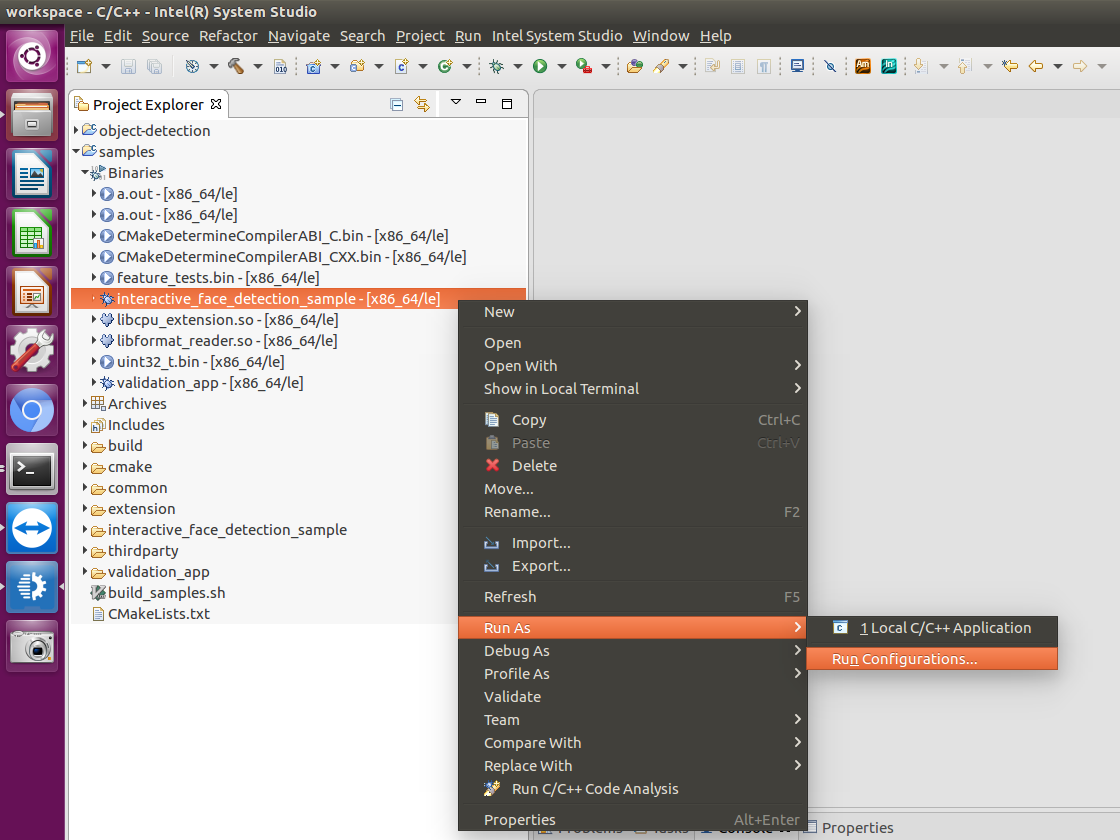 workspace - C/C++ - Intel(R) System Studio
File Edit Source Refactor Navigate Search Project Run Intel System Studio Window Help
010
Am
In
Project Explorer
object-detection
samples
Binaries
a.out - [x86_64/le]
a.out - [x86_64/le]
CMakeDetermineCompilerABI_C.bin - [x86_64/le]
CMakeDetermineCompilerABI_CXX.bin - [x86_64/le]
feature_tests.bin - [x86_64/le]
interactive_face_detection_sample - [x86_64/le]
libcpu_extension.so - [x86_64/le]
libformat_reader.so - [x86_64/le]
uint32_t.bin - [x86_64/le]
validation_app - [x86_64/le]
Archives
Includes
build
cmake
common
extension
interactive_face_detection_sample
thirdparty
validation_app
build_samples.sh
CMakeLists.txt
New
Open
Open With
Show in Local Terminal
Copy Ctrl+C
Paste Ctrl+V
Delete
Move...
Rename... F2
Import...
Export...
Refresh F5
Run As
Debug As
Profile As
Validate
Team
Compare With
Replace With
Run C/C++ Code Analysis
Properties Alt+Enter
1 Local C/C++ Application
Run Configurations...
Problems Tasks Console Properties